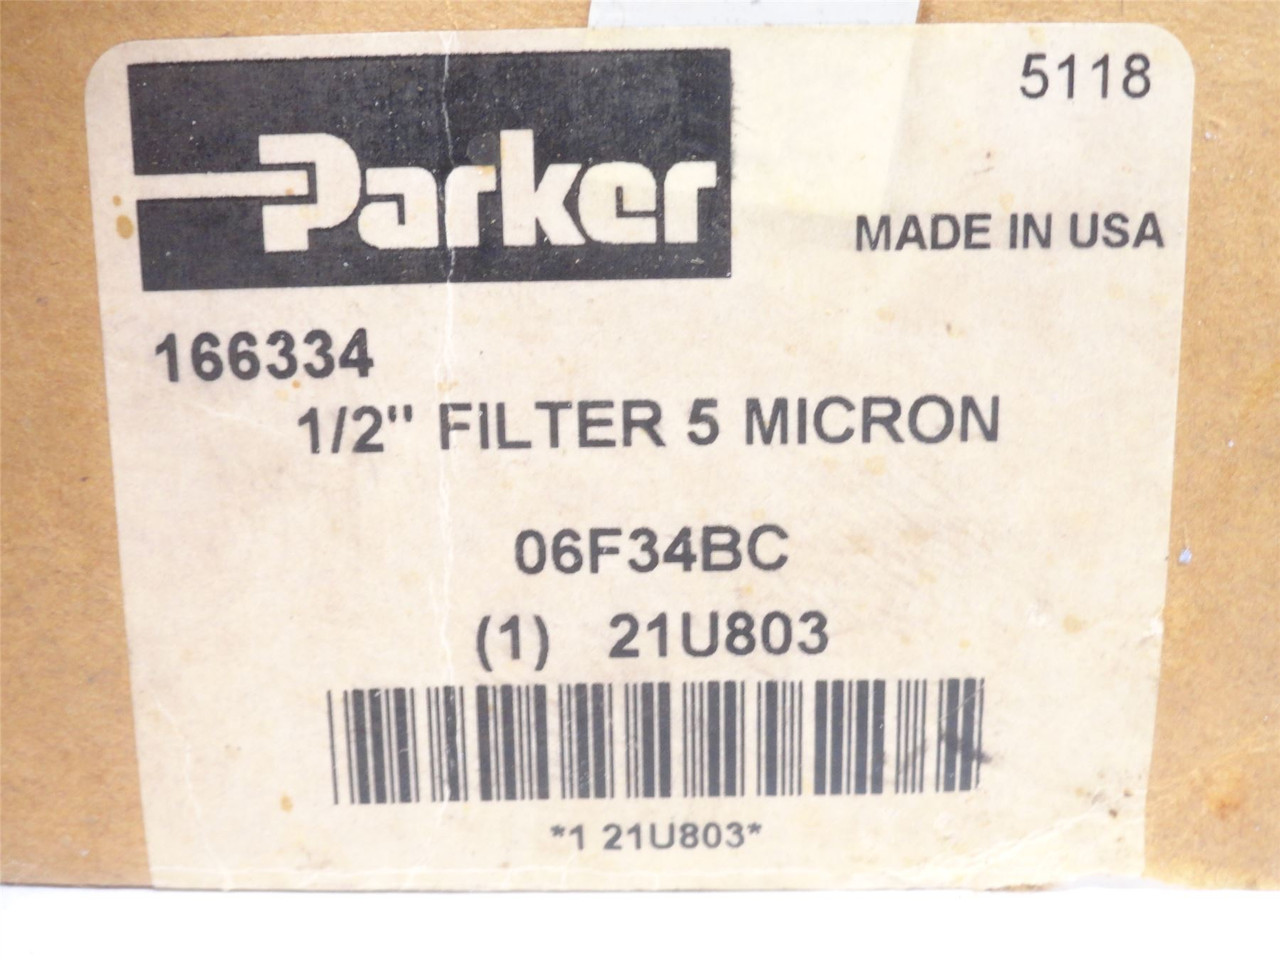 5118
Parker
MADE IN USA
166334
1/2" FILTER 5 MICRON
06F34BC
(1) 21U803
*1 21U803*